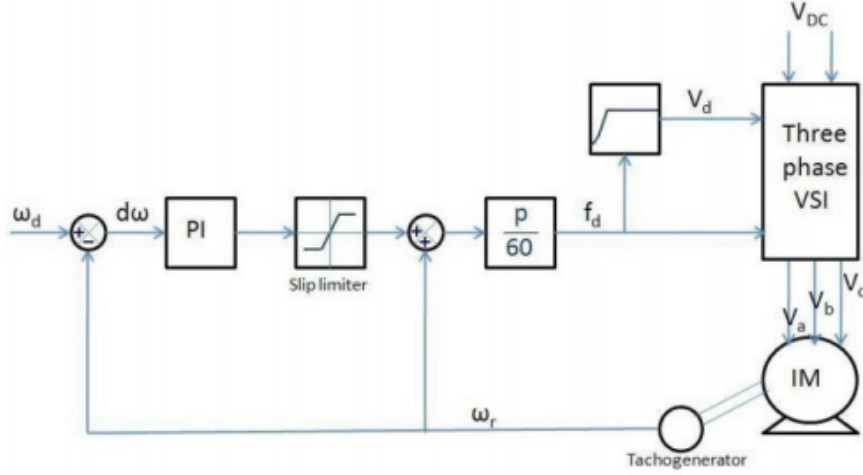 V_DC
V_d
Three
phase
VSI
ω_d
+
−
dω
PI
Slip limiter
+
+
p
60
f_d
V_a
V_b
V_c
IM
ω_r
Tachogenerator